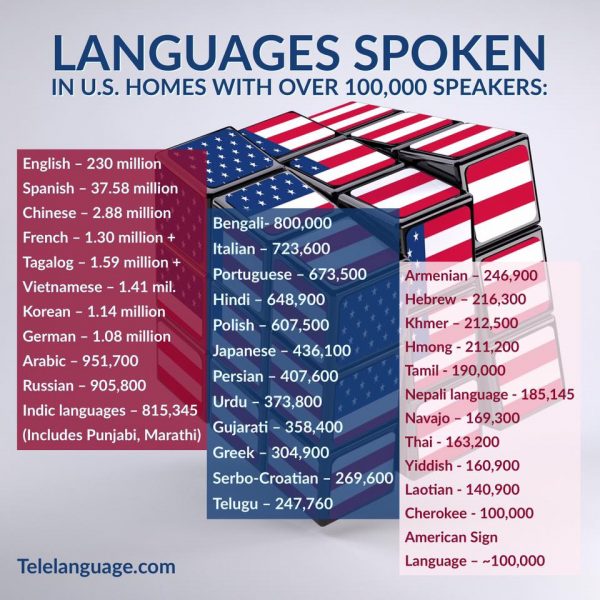 LANGUAGES SPOKEN
IN U.S. HOMES WITH OVER 100,000 SPEAKERS:
English – 230 million
Spanish – 37.58 million
Chinese – 2.88 million
French – 1.30 million +
Tagalog – 1.59 million +
Vietnamese – 1.41 mil.
Korean – 1.14 million
German – 1.08 million
Arabic – 951,700
Russian – 905,800
Indic languages – 815,345
(Includes Punjabi, Marathi)
Bengali- 800,000
Italian – 723,600
Portuguese – 673,500
Hindi – 648,900
Polish – 607,500
Japanese – 436,100
Persian – 407,600
Urdu – 373,800
Gujarati – 358,400
Greek – 304,900
Serbo-Croatian – 269,600
Telugu – 247,760
Armenian – 246,900
Hebrew – 216,300
Khmer – 212,500
Hmong - 211,200
Tamil - 190,000
Nepali language - 185,145
Navajo – 169,300
Thai - 163,200
Yiddish - 160,900
Laotian - 140,900
Cherokee - 100,000
American Sign
Language – ~100,000
Telelanguage.com